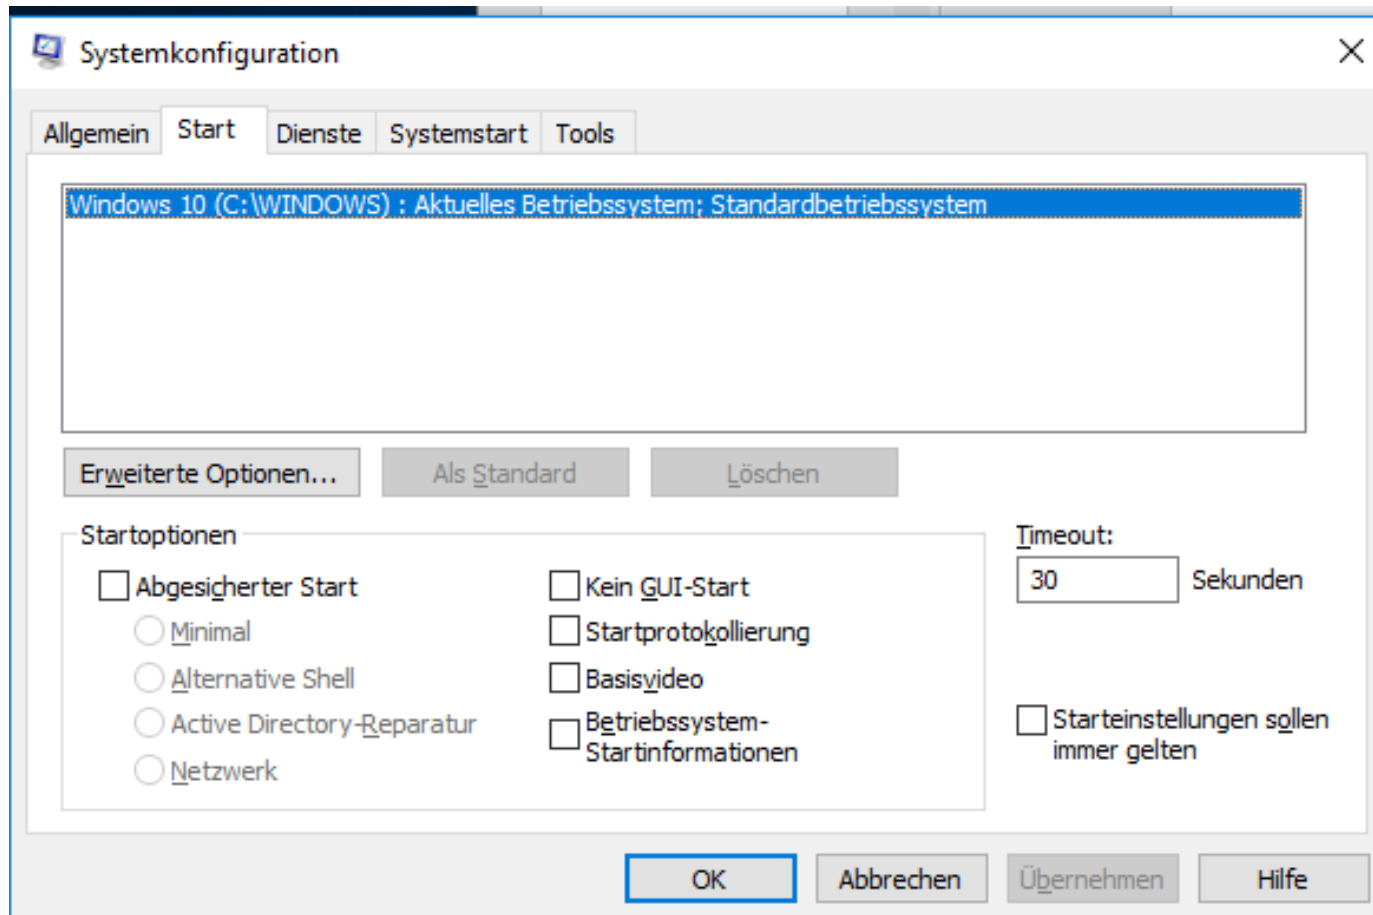 Systemkonfiguration
Allgemein Start Dienste Systemstart Tools
Windows 10 (C:\WINDOWS) : Aktuelles Betriebssystem; Standardbetriebssystem
Erweiterte Optionen... Als Standard Löschen
Startoptionen
Timeout:
Abgesicherter Start
Kein GUI-Start
30 Sekunden
Minimal
Startprotokollierung
Alternative Shell
Basisvideo
Active Directory-Reparatur
Betriebssystem-
Startinformationen
Starteinstellungen sollen
immer gelten
Netzwerk
OK Abbrechen Übernehmen Hilfe